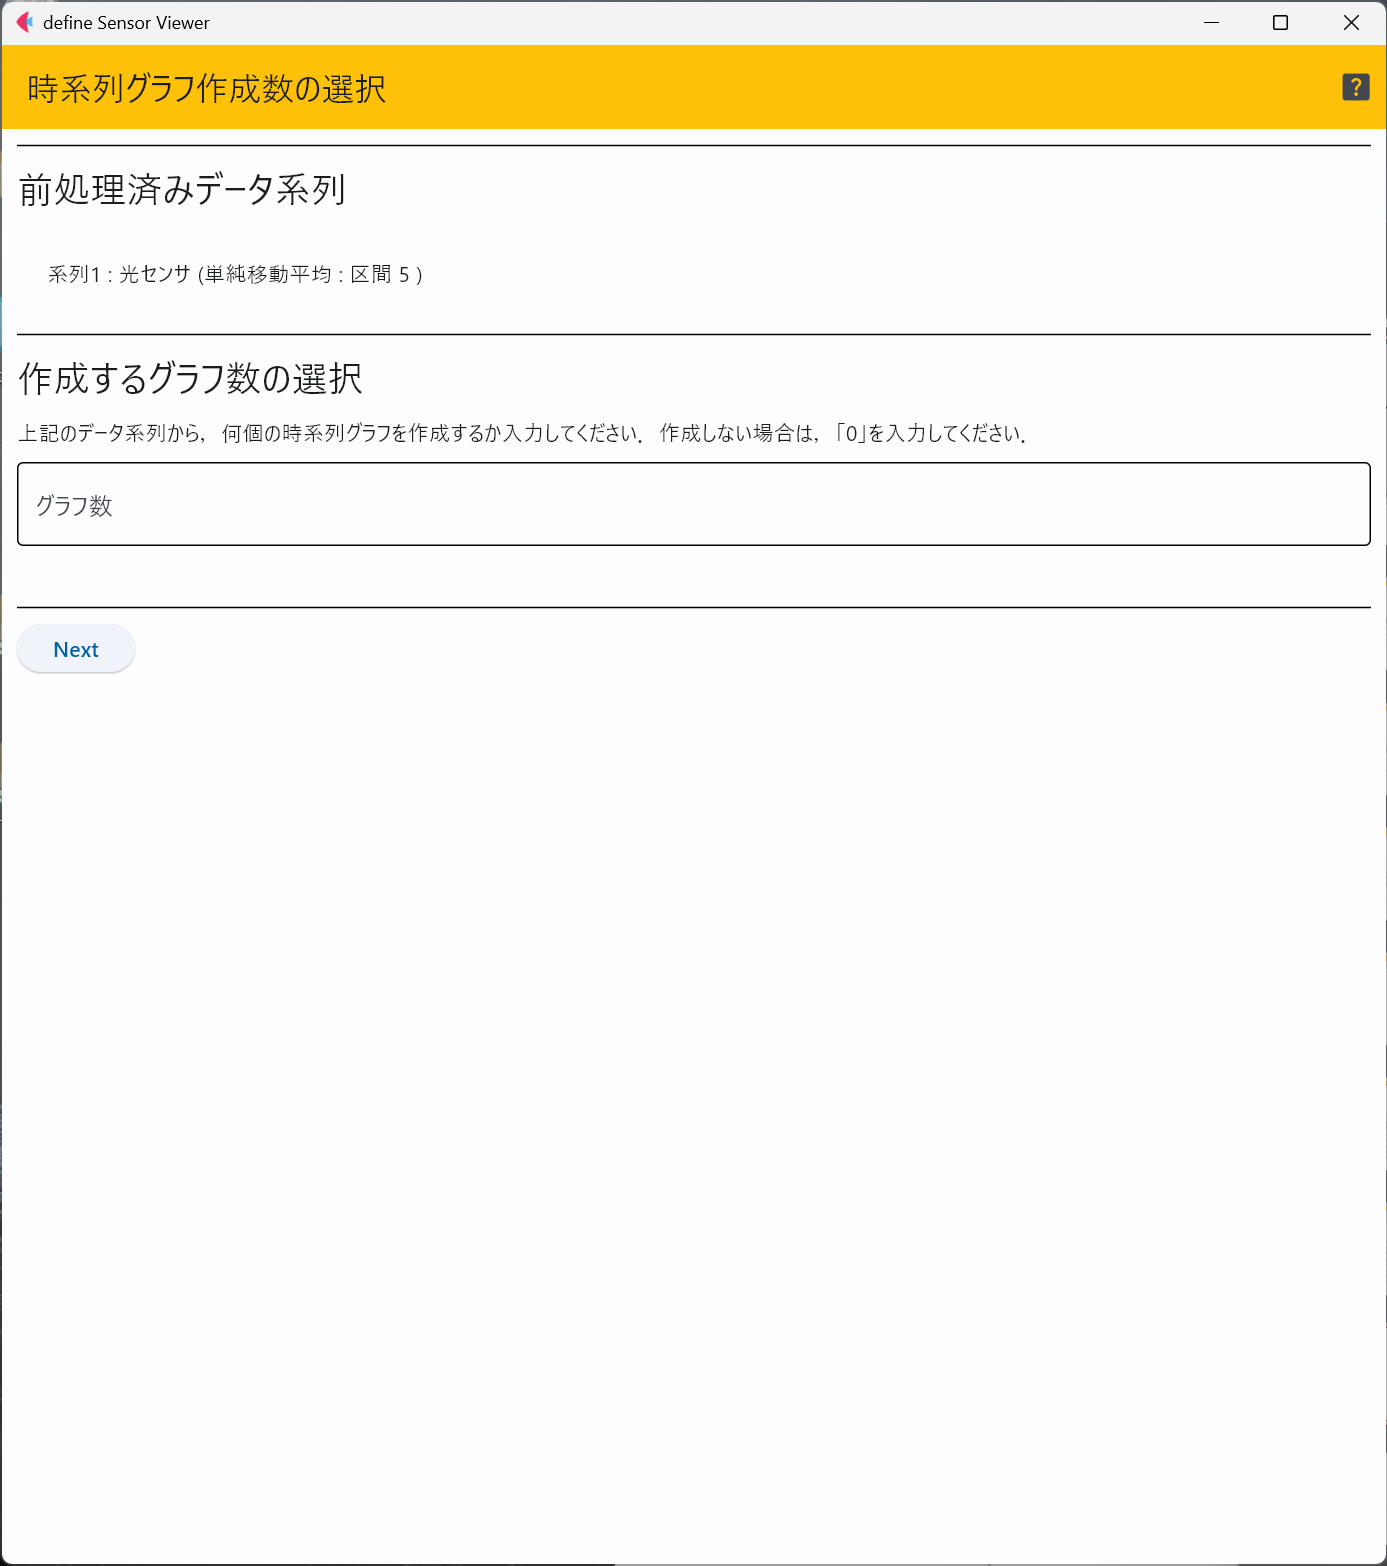 define Sensor Viewer
時系列グラフ作成数の選択
?
前処理済みデータ系列
系列1 : 光センサ (単純移動平均 : 区間 5 )
作成するグラフ数の選択
上記のデータ系列から，何個の時系列グラフを作成するか入力してください．作成しない場合は，「0」を入力してください．
グラフ数
Next